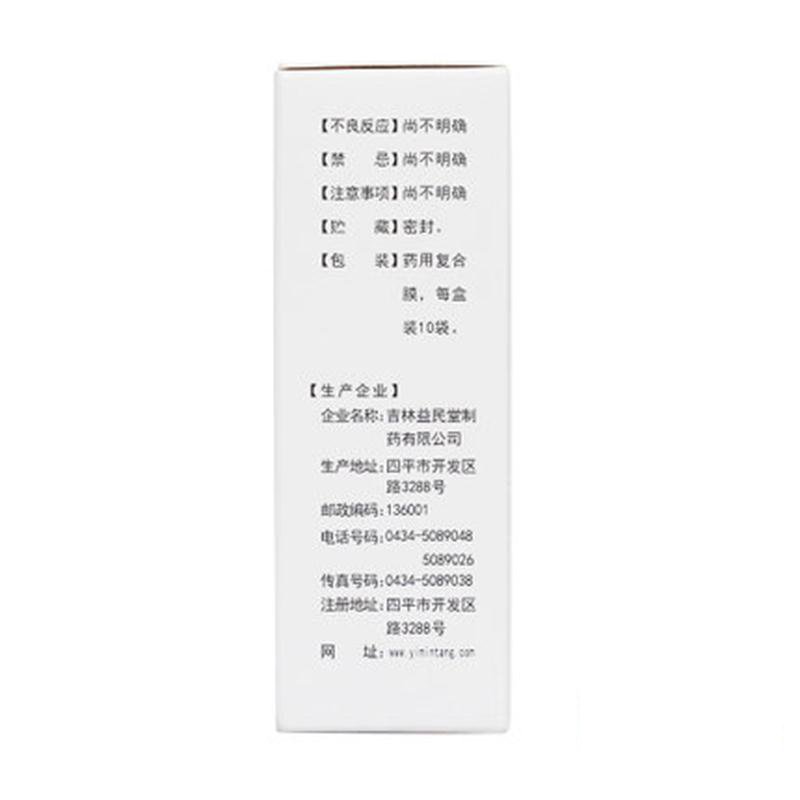 【不良反应】尚不明确
【禁 忌】尚不明确
【注意事项】尚不明确
【贮 藏】密封.
【包 装】药用复合
膜,每盒
装10袋.
【生产企业】
企业名称:吉林益民堂制
药有限公司
生产地址:四平市开发区
路3288号
邮政编码:136001
电话号码:0434-5089048
5089026
传真号码:0434-5089038
注册地址:四平市开发区
路3288号
网 址:www.yimintang.com